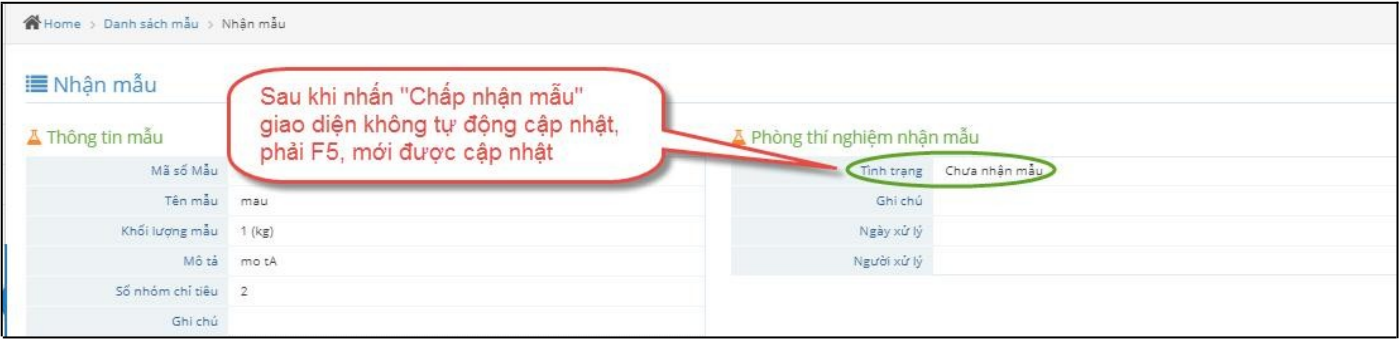 Home > Danh sách mẫu > Nhận mẫu
Nhận mẫu
Sau khi nhấn "Chấp nhận mẫu"
giao diện không tự động cập nhật,
phải F5, mới được cập nhật
Thông tin mẫu
Mã số Mẫu
Tên mẫu mau
Khối lượng mẫu 1 (kg)
Mô tả mo tA
Số nhóm chỉ tiêu 2
Ghi chú
Phòng thí nghiệm nhận mẫu
Tình trạng Chưa nhận mẫu
Ghi chú
Ngày xử lý
Người xử lý